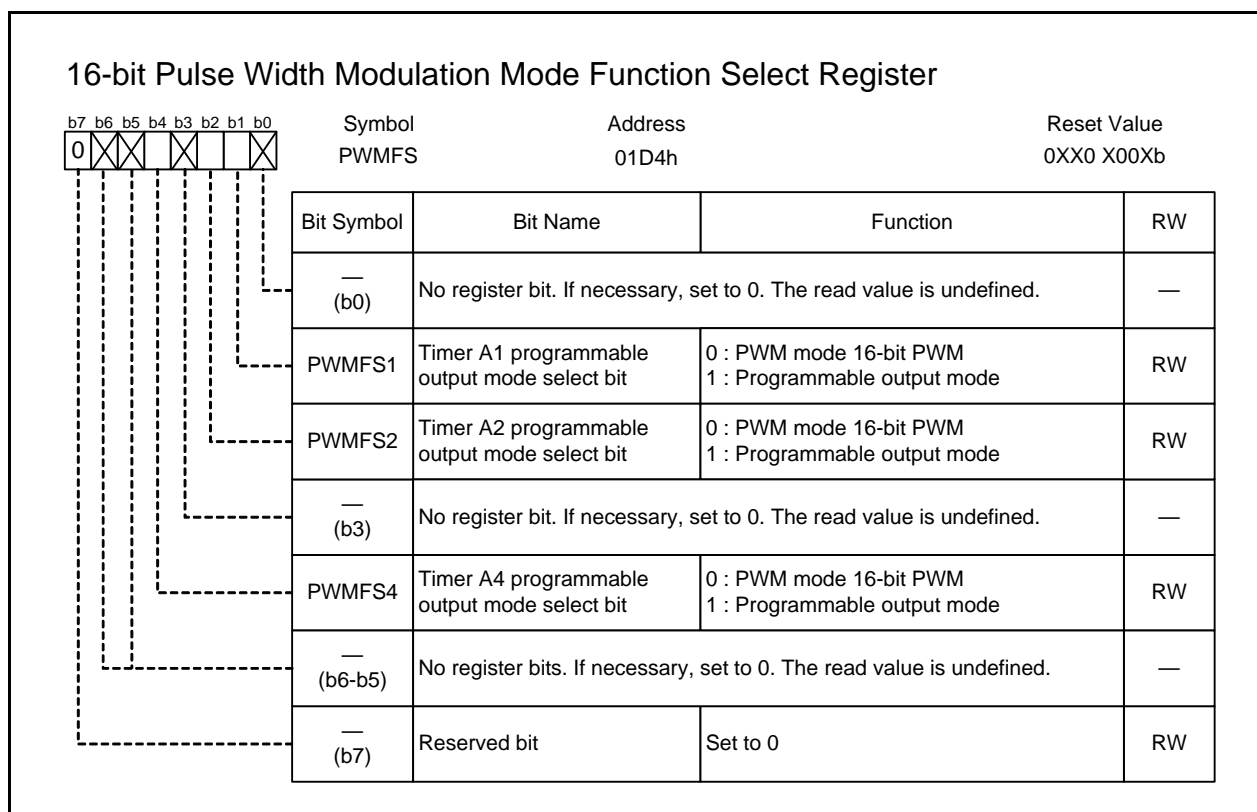 16-bit Pulse Width Modulation Mode Function Select Register
b7 b6 b5 b4 b3 b2 b1 b0
0
Symbol Address Reset Value
PWMFS 01D4h 0XX0 X00Xb
Bit Symbol Bit Name Function RW
—
(b0)
No register bit. If necessary, set to 0. The read value is undefined. —
PWMFS1
Timer A1 programmable
output mode select bit
0 : PWM mode 16-bit PWM
1 : Programmable output mode
RW
PWMFS2
Timer A2 programmable
output mode select bit
0 : PWM mode 16-bit PWM
1 : Programmable output mode
RW
—
(b3)
No register bit. If necessary, set to 0. The read value is undefined. —
PWMFS4
Timer A4 programmable
output mode select bit
0 : PWM mode 16-bit PWM
1 : Programmable output mode
RW
—
(b6-b5)
No register bits. If necessary, set to 0. The read value is undefined. —
—
(b7)
Reserved bit Set to 0 RW